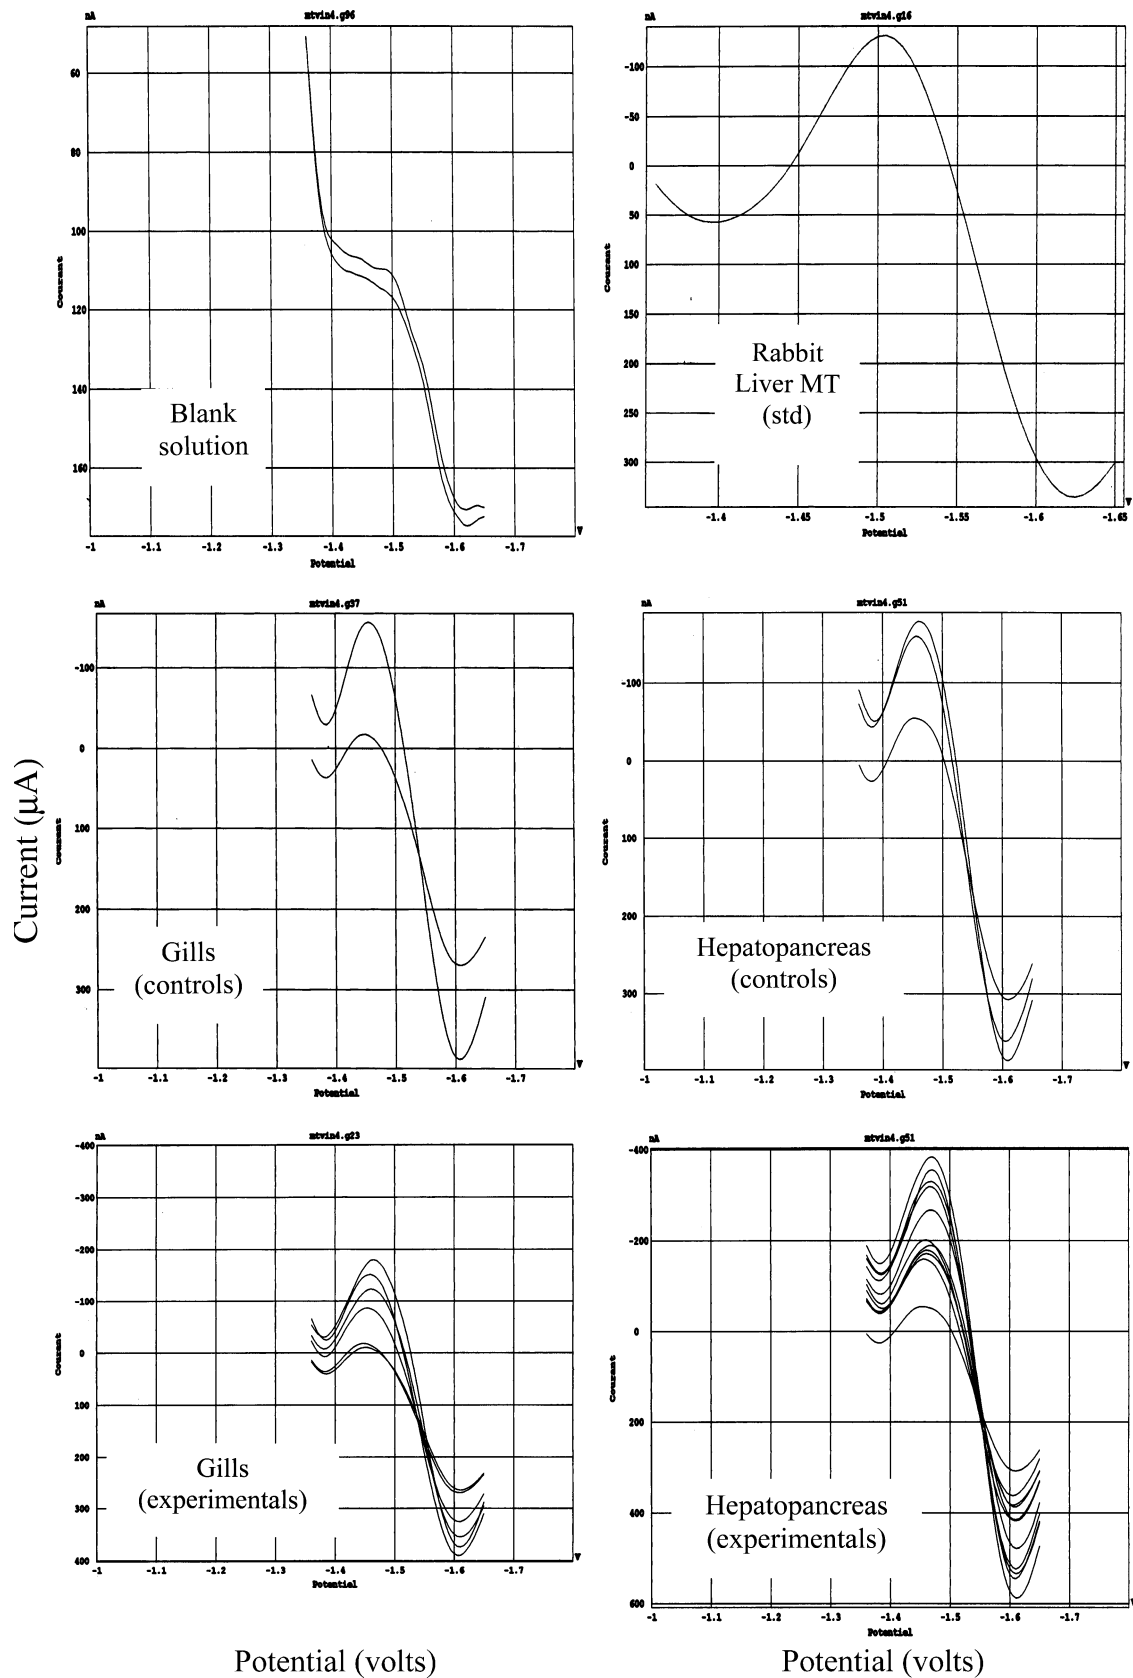 nA
mtvin4.g96
60
80
100
120
140
160
Courant
Blank
solution
-1
-1.1
-1.2
-1.3
-1.4
-1.5
-1.6
-1.7
V
Potential
nA
mtvin4.g16
-100
-50
0
50
100
150
200
250
300
Courant
Rabbit
Liver MT
(std)
-1.4
-1.45
-1.5
-1.55
-1.6
-1.65
V
Potential
Current (μA)
nA
mtvin4.g37
-100
0
100
200
300
Courant
Gills
(controls)
-1
-1.1
-1.2
-1.3
-1.4
-1.5
-1.6
-1.7
V
Potential
nA
mtvin4.g51
-100
0
100
200
300
Courant
Hepatopancreas
(controls)
-1
-1.1
-1.2
-1.3
-1.4
-1.5
-1.6
-1.7
V
Potential
nA
mtvin4.g23
-400
-300
-200
-100
0
100
200
300
400
Courant
Gills
(experimentals)
-1
-1.1
-1.2
-1.3
-1.4
-1.5
-1.6
-1.7
V
Potential
nA
mtvin4.g51
-400
-200
0
200
400
600
Courant
Hepatopancreas
(experimentals)
-1
-1.1
-1.2
-1.3
-1.4
-1.5
-1.6
-1.7
V
Potential
Potential (volts)
Potential (volts)